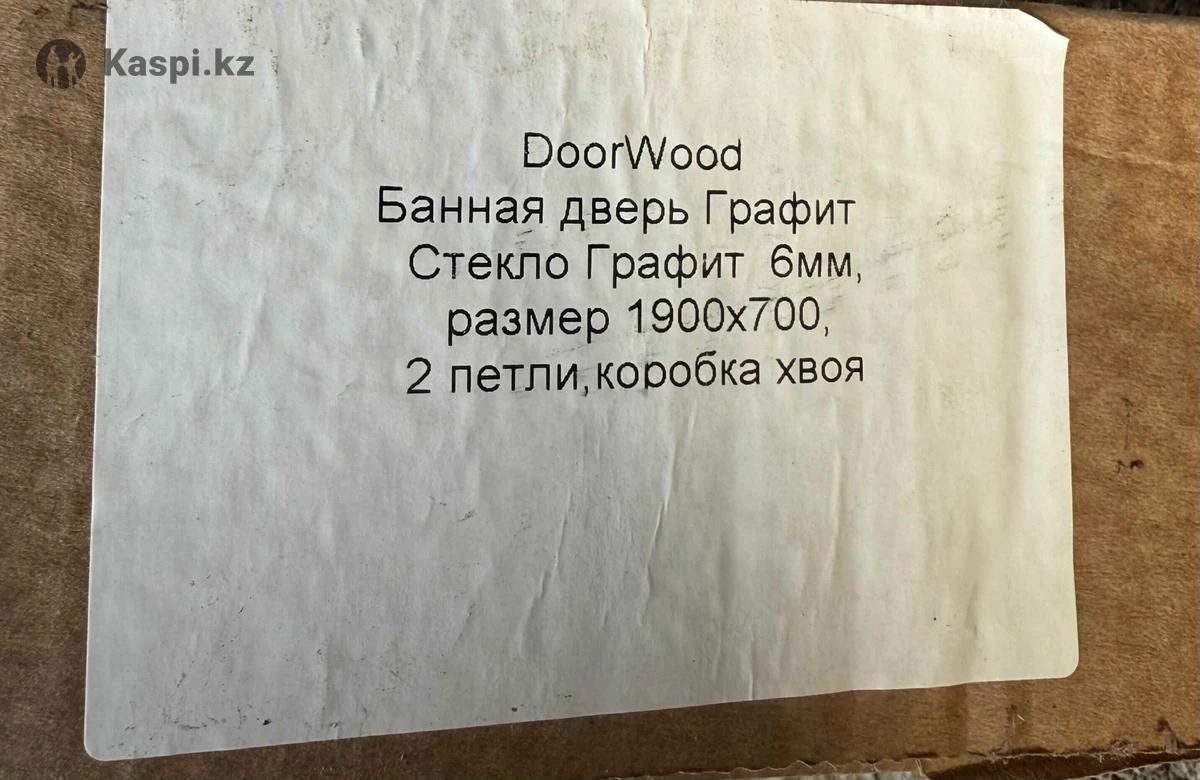 Kaspi.kz
DoorWood
Банная дверь Графит
Стекло Графит 6мм,
размер 1900х700,
2 петли,коробка хвоя